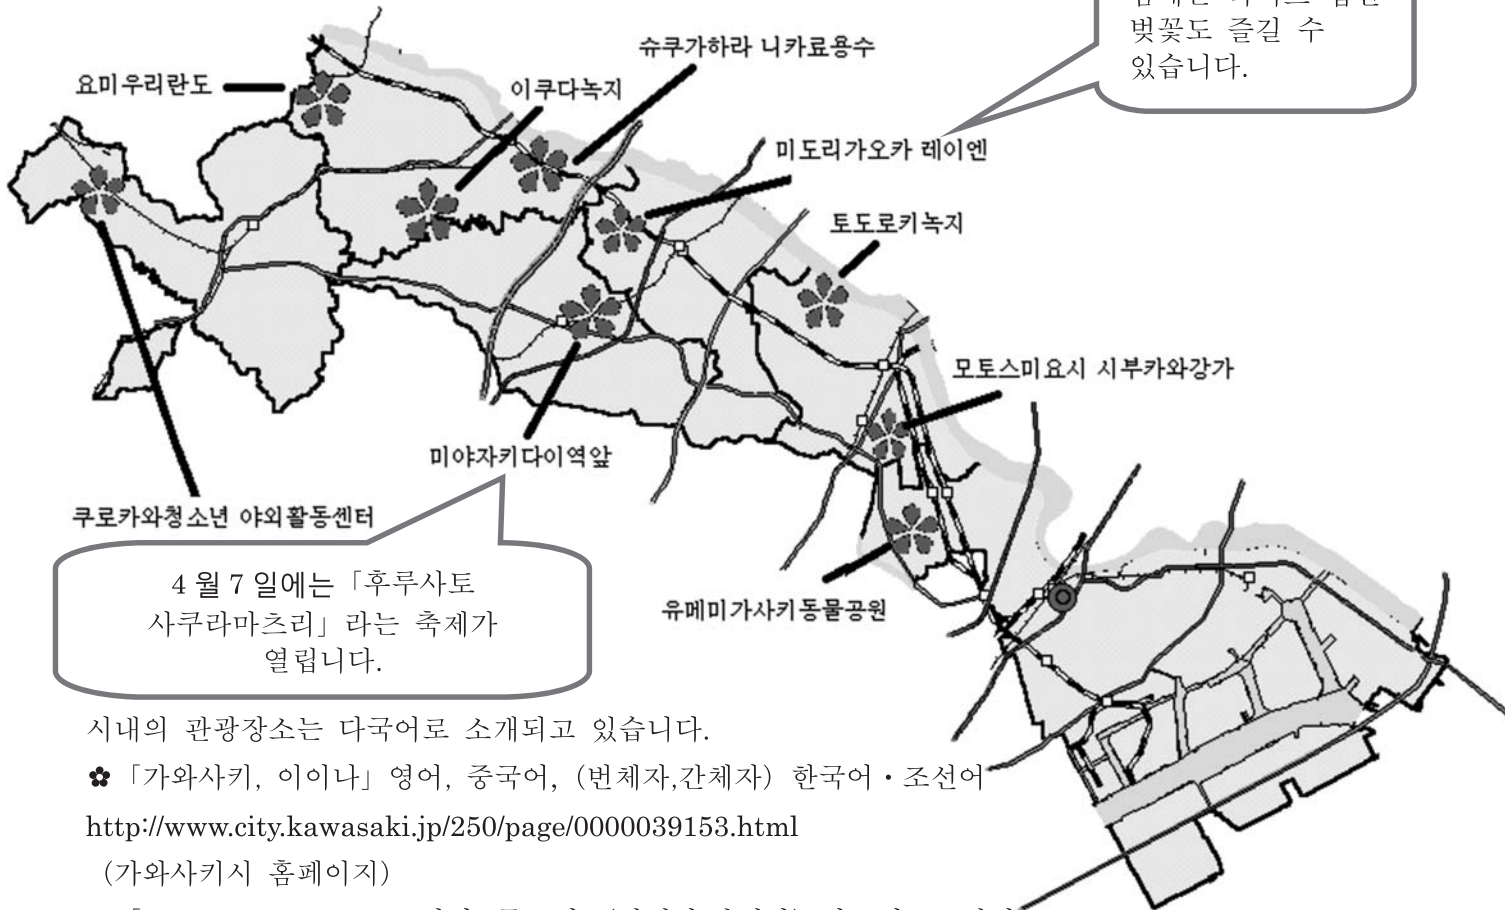 벚꽃도 즐길 수
있습니다.
슈쿠가하라 니카료용수
요미우리란도
이쿠다녹지
미도리가오카 레이엔
토도로키녹지
모토스미요시 시부카와강가
미야자키다이역앞
쿠로카와청소년 야외활동쎈터
유메미가사키동물공원
4 월 7 일에는「후루사토
사쿠라마츠리」라는 축제가
열립니다.
시내의 관광장소는 다국어로 소개되고 있습니다.
✿「가와사키, 이이나」영어, 중국어, (번체자,간체자) 한국어・조선어
http://www.city.kawasaki.jp/250/page/0000039153.html
(가와사키시 홈페이지)